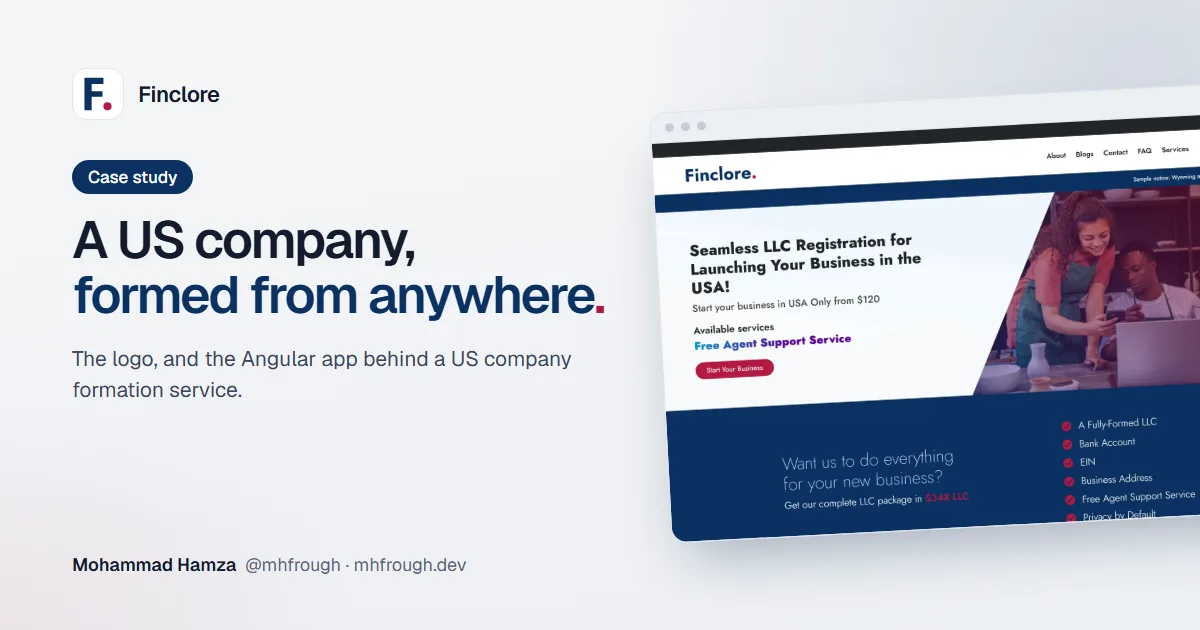 F.
Finclore
Case study
A US company,
formed from anywhere.
The logo, and the Angular app behind a US company
formation service.
Mohammad Hamza @mhfrough · mhfrough.dev
Finclore.
About Blogs Contact FAQ Services
Sample notice: Wyoming
Seamless LLC Registration for
Launching Your Business in the
USA!
Start your business in USA Only from $120
Available services
Free Agent Support Service
Start Your Business
Want us to do everything
for your new business?
Get our complete LLC package in $348 LLC
A Fully-Formed LLC
Bank Account
EIN
Business Address
Free Agent Support Service
Privacy by Default